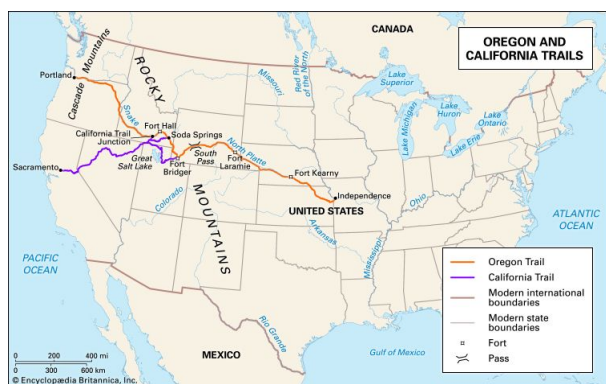 CANADA
OREGON AND
CALIFORNIA TRAILS
Portland
Cascade
Mountains
ROCKY
MOUNTAINS
Missouri
Red River
of the North
Lake
Superior
Lake Michigan
Lake
Huron
Lake
Ontario
Lake Erie
Snake
Fort Hall
California Trail
Junction
Soda Springs
South
Pass
North Platte
Fort
Laramie
Great
Salt Lake
Fort
Bridger
Sacramento
Fort Kearny
Independence
UNITED STATES
Colorado
Arkansas
Ohio
Mississippi
ATLANTIC
OCEAN
PACIFIC
OCEAN
Rio Grande
MEXICO
Gulf of Mexico
Oregon Trail
California Trail
Modern international
boundaries
Modern state
boundaries
Fort
Pass
0 200 400 mi
0 300 600 km
© Encyclopædia Britannica, Inc.